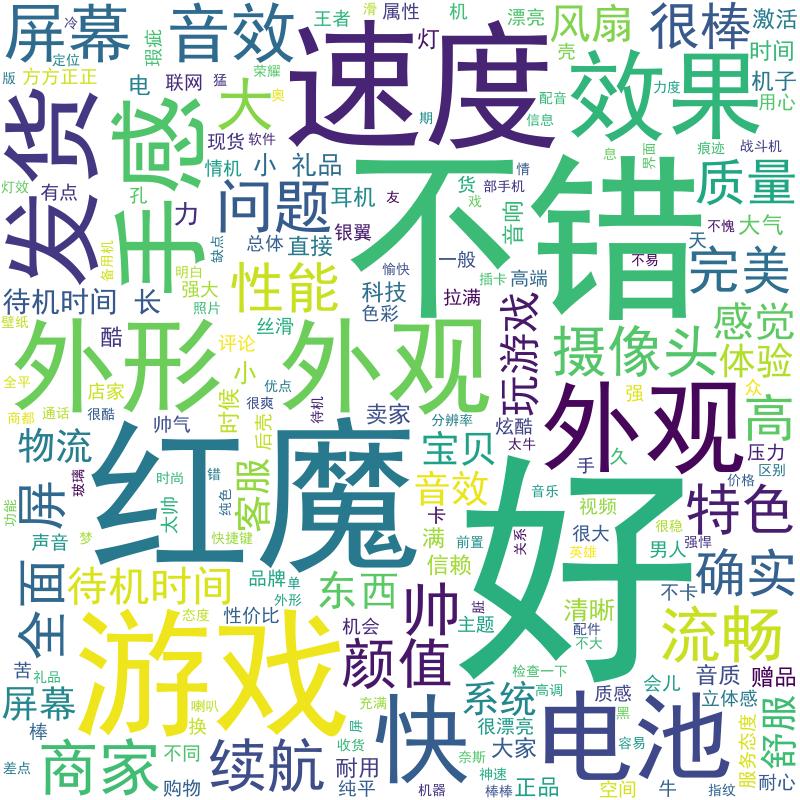 屏幕
冷
音效
王者
滑
属性
机
漂亮
风扇
很棒
激活
定位
瑕疵
灯
壳
时间
版
方方正正
电
联网
猛
荣耀
奥
速度
配音
效果
力度
机子
用心
发货
手感
大
现货
软件
期
信息
界面
痕迹
战斗机
灯效
有点
孔
情机
小
礼品
息
问题
耳机
友
不错
情
货
部手机
戏
音响
质量
不愧
大气
力
缺点
总体
直接
银翼
愉快
一般
天
不易
完美
备用机
明白
强大
照片
性能
科技
色彩
拉满
插卡
高端
待机时间
长
壁纸
酷
丝滑
评论
外形
外观
玩游戏
摄像头
感觉
体验
全平
店家
小
优点
待机
强
众
商都
通话
很酷
帅气
时候
很爽
后壳
卖家
分辨率
炫酷
太牛
外观
高
物流
玻璃
时尚
错
红魔
宝贝
手
久
压力
区别
屏
功能
声音
梦
太帅
纯色
快捷键
客服
音效
卡
满
前置
信赖
好
关系
音乐
视频
价格
特色
很大
很稳
强悍
英雄
男人
确实
全面
待机时间
品牌
单
外形
东西
帅
脏
主题
清晰
不卡
配件
不大
流畅
态度
性价比
机会
苦
礼品
游戏
颜值
检查一下
音质
赠品
屏幕
棒
喇叭
换
充满
屏
快
系统
高调
很漂亮
质感
黑
会儿
立体感
电池
服务态度
舒服
差点
商家
不同
购物
续航
收货
耐用
纯平
大家
奈斯
神速
机器
棒棒
正品
容易
空间
牛
指纹
耐心